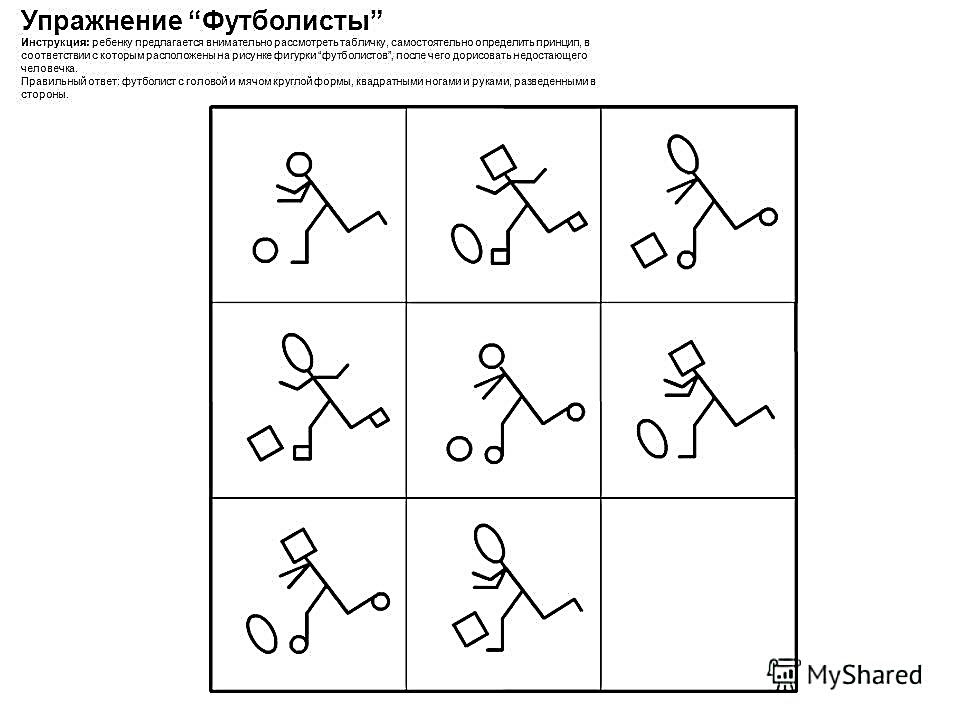 Упражнение “Футболисты”
Инструкция: ребенку предлагается внимательно рассмотреть табличку, самостоятельно определить принцип, в
соответствии с которым расположены на рисунке фигурки “футболистов”, после чего дорисовать недостающего
человечка.
Правильный ответ: футболист с головой и мячом круглой формы, квадратными ногами и руками, разведенными в
стороны.
MyShared